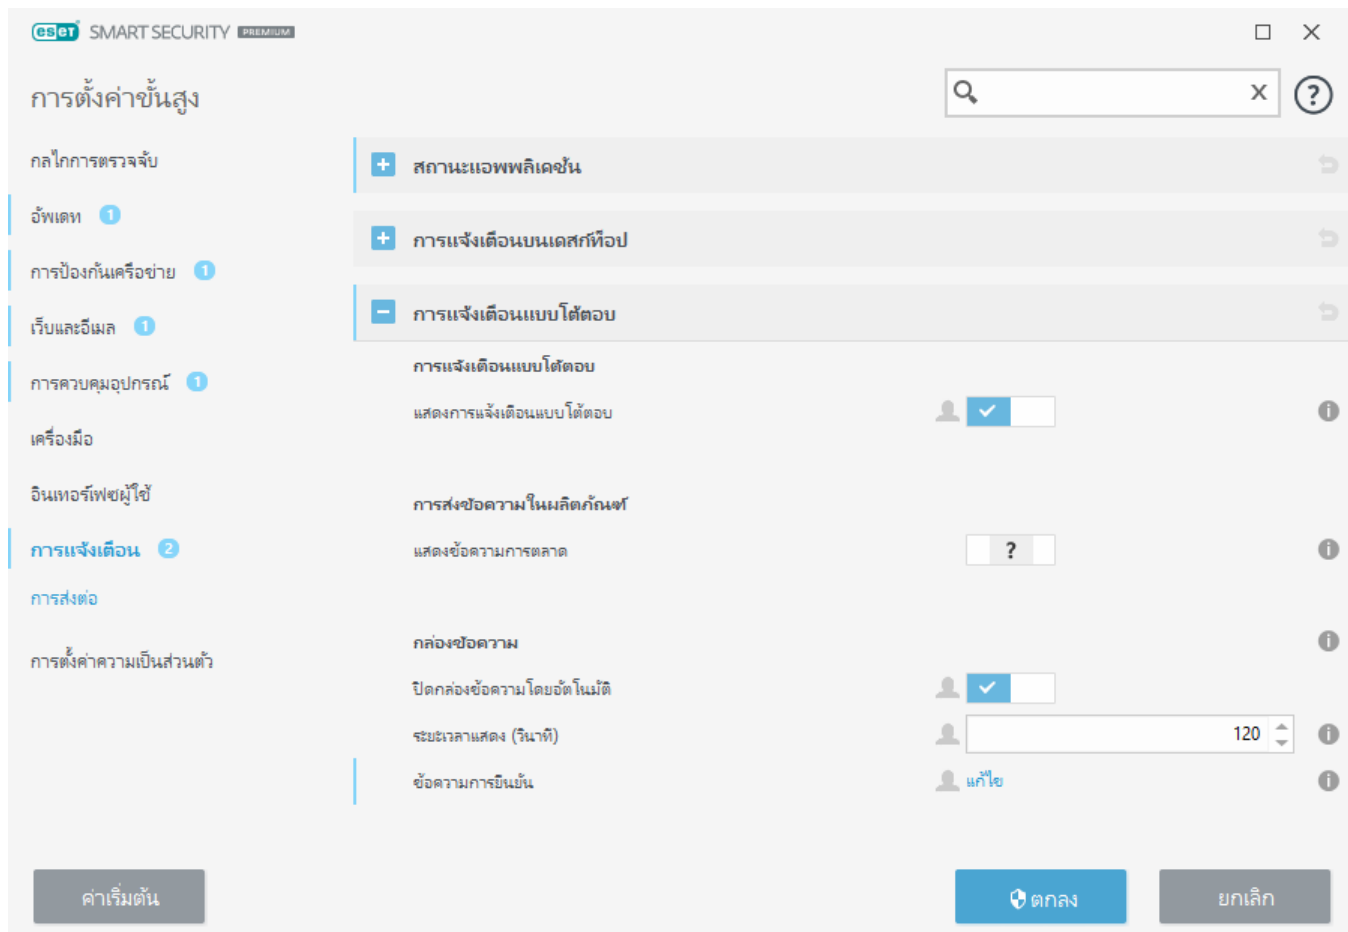 eset SMART SECURITY PREMIUM
การตั้งค่าขั้นสูง
X ?
กลไกการตรวจจับ
อัพเดท 1
การป้องกันเครือข่าย 1
เว็บและอีเมล 1
การควบคุมอุปกรณ์ 1
เครื่องมือ
อินเทอร์เฟซผู้ใช้
การแจ้งเตือน 2
การส่งต่อ
การตั้งค่าความเป็นส่วนตัว
สถานะแอพพลิเคชัน
การแจ้งเตือนบนเดสก์ท็อป
การแจ้งเตือนแบบโต้ตอบ
การแจ้งเตือนแบบโต้ตอบ
แสดงการแจ้งเตือนแบบโต้ตอบ
การส่งข้อความในผลิตภัณฑ์
แสดงข้อความการตลาด ?
กล่องข้อความ
ปิดกล่องข้อความโดยอัตโนมัติ
ระยะเวลาแสดง (วินาที) 120
ข้อความการยืนยัน แก้ไข
ค่าเริ่มต้น ตกลง ยกเลิก